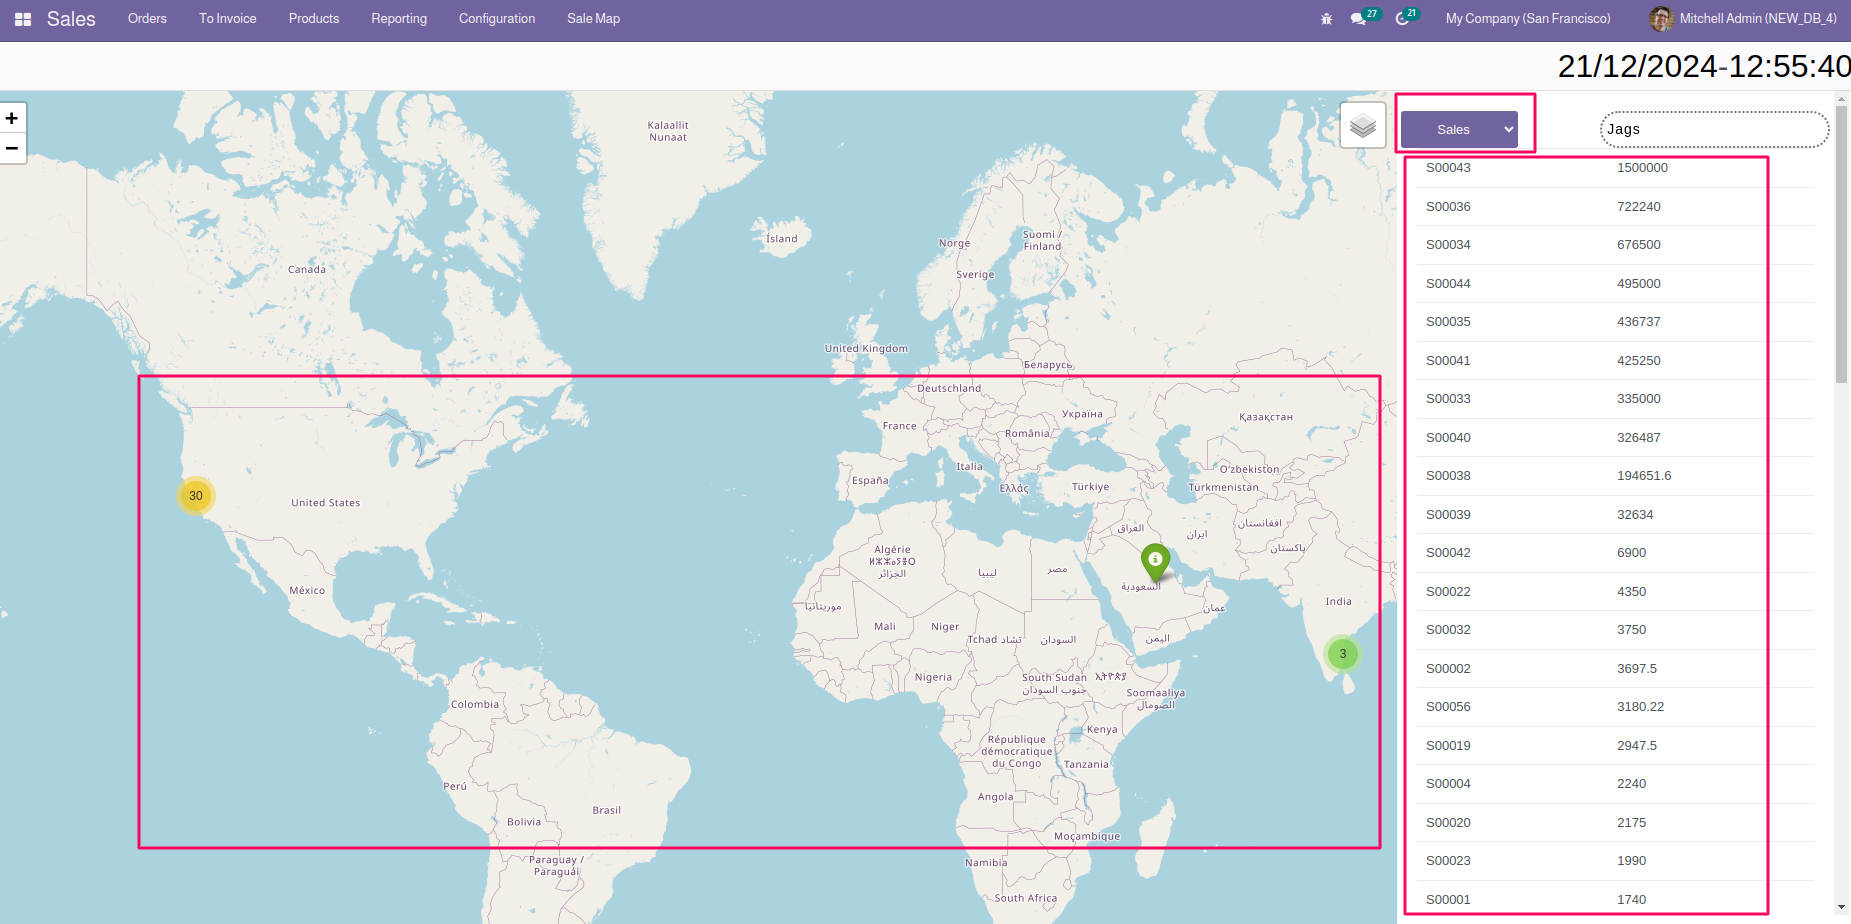 Sales Orders To Invoice Products Reporting Configuration Sale Map 27 21 My Company (San Francisco) Mitchell Admin (NEW_DB_4)
21/12/2024-12:55:40
+
−
Kalaallit
Nunaat
Ísland
Norge
Suomi /
Finland
Sverige
Canada
United Kingdom
Беларусь
Deutschland
Україна
Қазақстан
France
România
Italia
España
Ελλάς
Türkiye
Oʻzbekiston
Türkmenistan
30
United States
العراق
ایران
افغانستان
پاکستان
Algérie
ⵍⵣⵣⴰⵢⴻⵔ
الجزائر
ليبيا
مصر
السعودية
México
India
موريتانيا
عمان
Mali
Niger
Tchad تشاد
السودان
اليمن
3
Nigeria
South Sudan
جنوب السودان
ኢትዮጵያ
Soomaaliya
الصومال
Colombia
Kenya
République
démocratique
du Congo
Tanzania
Perú
Angola
Brasil
Bolivia
Moçambique
Paraguay /
Paraguái
Namibia
South Africa
Sales
Jags
S00043 1500000
S00036 722240
S00034 676500
S00044 495000
S00035 436737
S00041 425250
S00033 335000
S00040 326487
S00038 194651.6
S00039 32634
S00042 6900
S00022 4350
S00032 3750
S00002 3697.5
S00056 3180.22
S00019 2947.5
S00004 2240
S00020 2175
S00023 1990
S00001 1740